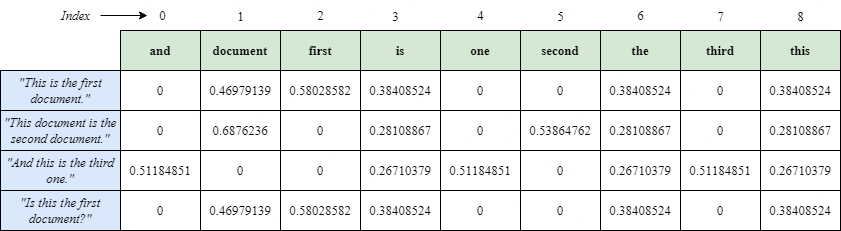 Index 0 1 2 3 4 5 6 7 8
and document first is one second the third this
"This is the first
document." 0 0.46979139 0.58028582 0.38408524 0 0 0.38408524 0 0.38408524
"This document is the
second document." 0 0.6876236 0 0.28108867 0 0.53864762 0.28108867 0 0.28108867
"And this is the third
one." 0.51184851 0 0 0.26710379 0.51184851 0 0.26710379 0.51184851 0.26710379
"Is this the first
document?" 0 0.46979139 0.58028582 0.38408524 0 0 0.38408524 0 0.38408524